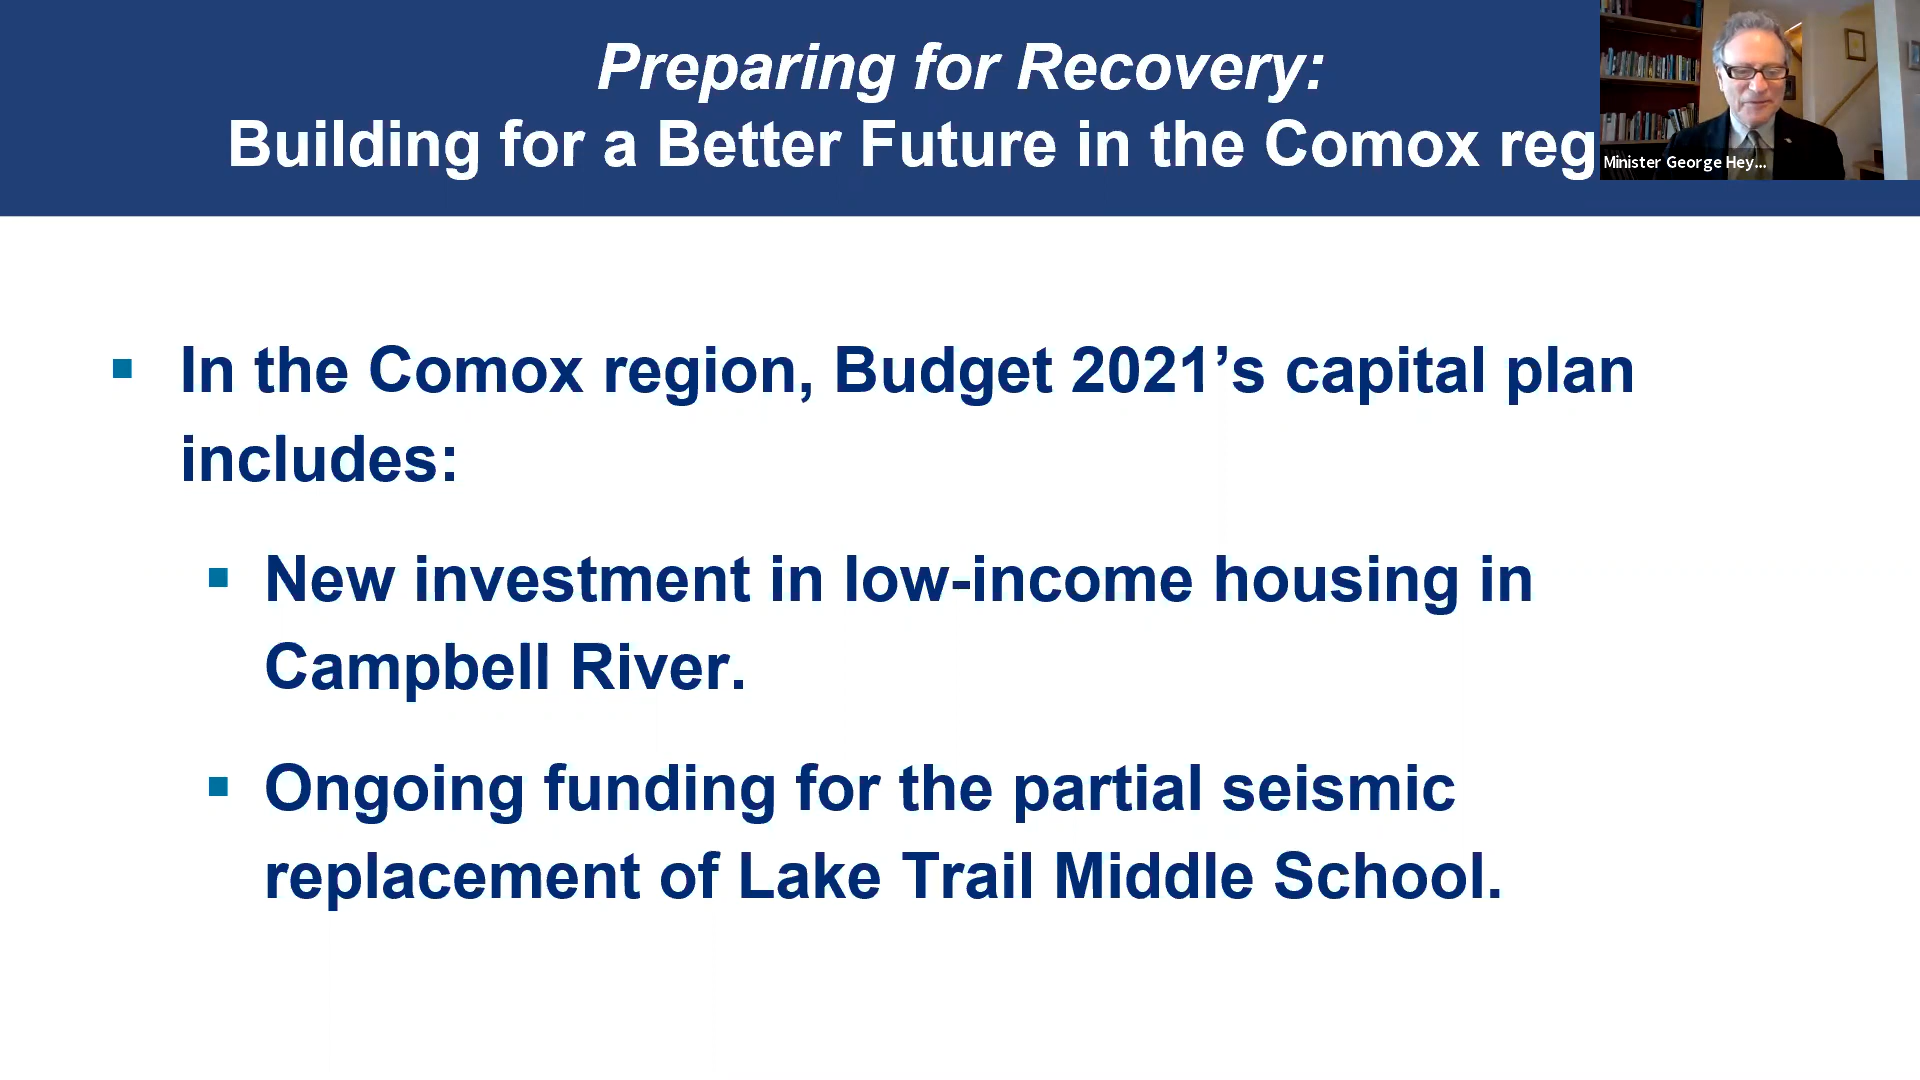 Preparing for Recovery:
Building for a Better Future in the Comox reg
Minister George Hey...
In the Comox region, Budget 2021’s capital plan
includes:
New investment in low-income housing in
Campbell River.
Ongoing funding for the partial seismic
replacement of Lake Trail Middle School.